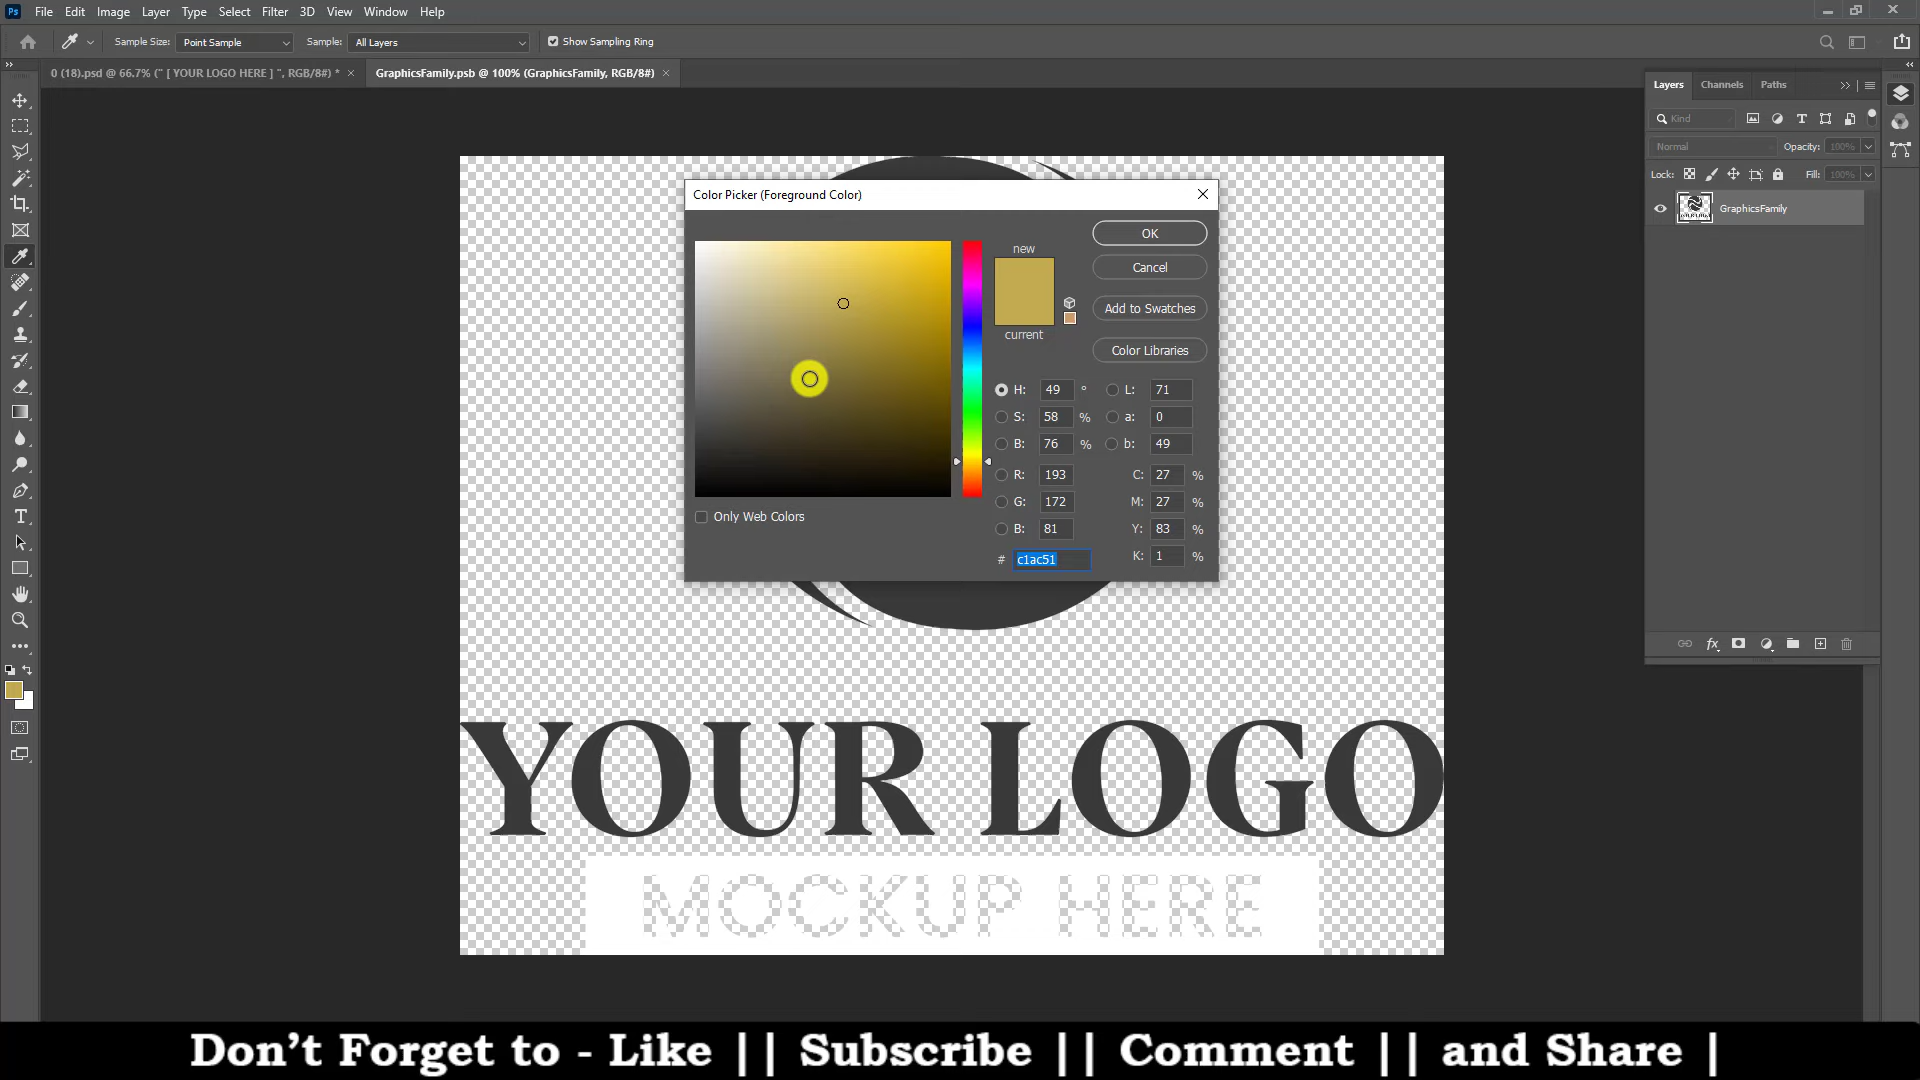 Ps File Edit Image Layer Type Select Filter 3D View Window Help
Sample Size: Point Sample Sample: All Layers Show Sampling Ring
0 (18).psd @ 66.7% (" [ YOUR LOGO HERE ] ", RGB/8#) * GraphicsFamily.psb @ 100% (GraphicsFamily, RGB/8#)
Layers Channels Paths
Kind
Normal Opacity: 100%
Lock: Fill: 100%
GraphicsFamily
fx
Color Picker (Foreground Color)
new
current
OK
Cancel
Add to Swatches
Color Libraries
H: 49 ° L: 71
S: 58 % a: 0
B: 76 % b: 49
R: 193 C: 27 %
G: 172 M: 27 %
B: 81 Y: 83 %
# c1ac51 K: 1 %
Only Web Colors
YOUR LOGO
MOCKUP HERE
Don't Forget to - Like || Subscribe || Comment || and Share |